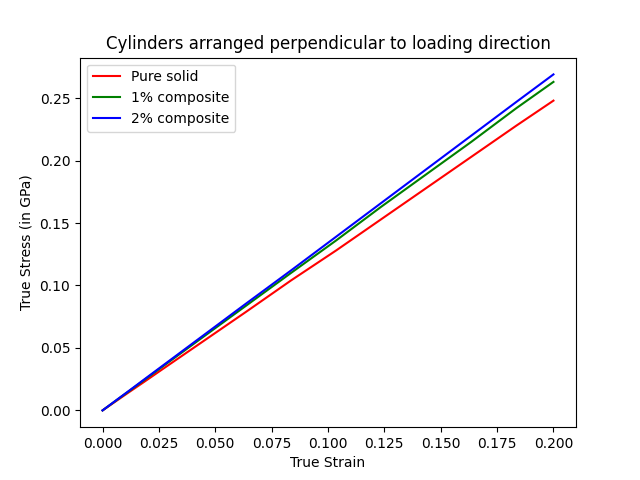 Cylinders arranged perpendicular to loading direction
Pure solid
1% composite
2% composite
True Stress (in GPa)
0.25
0.20
0.15
0.10
0.05
0.00
0.000 0.025 0.050 0.075 0.100 0.125 0.150 0.175 0.200
True Strain